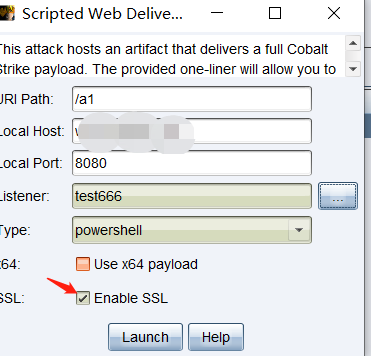 Scripted Web Delive...
This attack hosts an artifact that delivers a full Cobalt
Strike payload. The provided one-liner will allow you to
URI Path: /a1
Local Host:
Local Port: 8080
Listener: test666 ...
Type: powershell
x64: Use x64 payload
SSL: Enable SSL
Launch Help